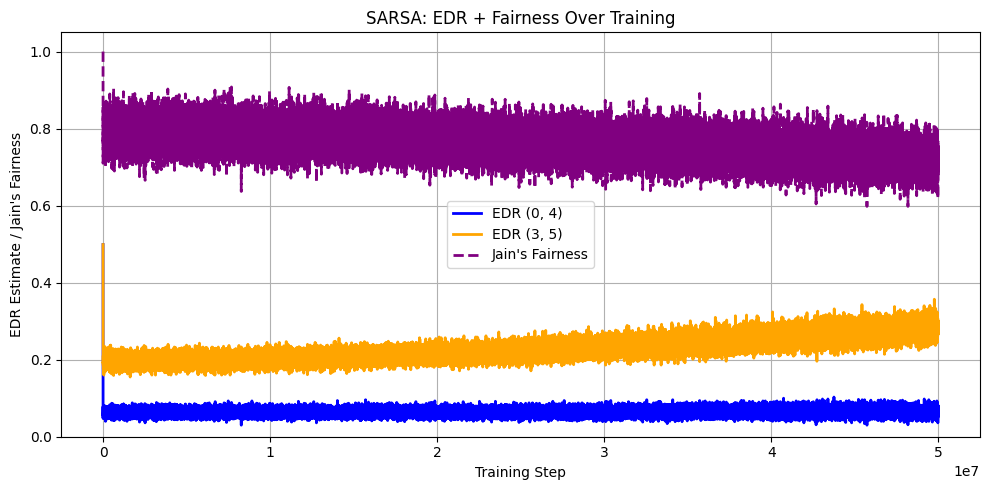 SARSA: EDR + Fairness Over Training
EDR Estimate / Jain's Fairness
1.0
0.8
0.6
0.4
0.2
0.0
EDR (0, 4)
EDR (3, 5)
Jain's Fairness
0 1 2 3 4 5
1e7
Training Step